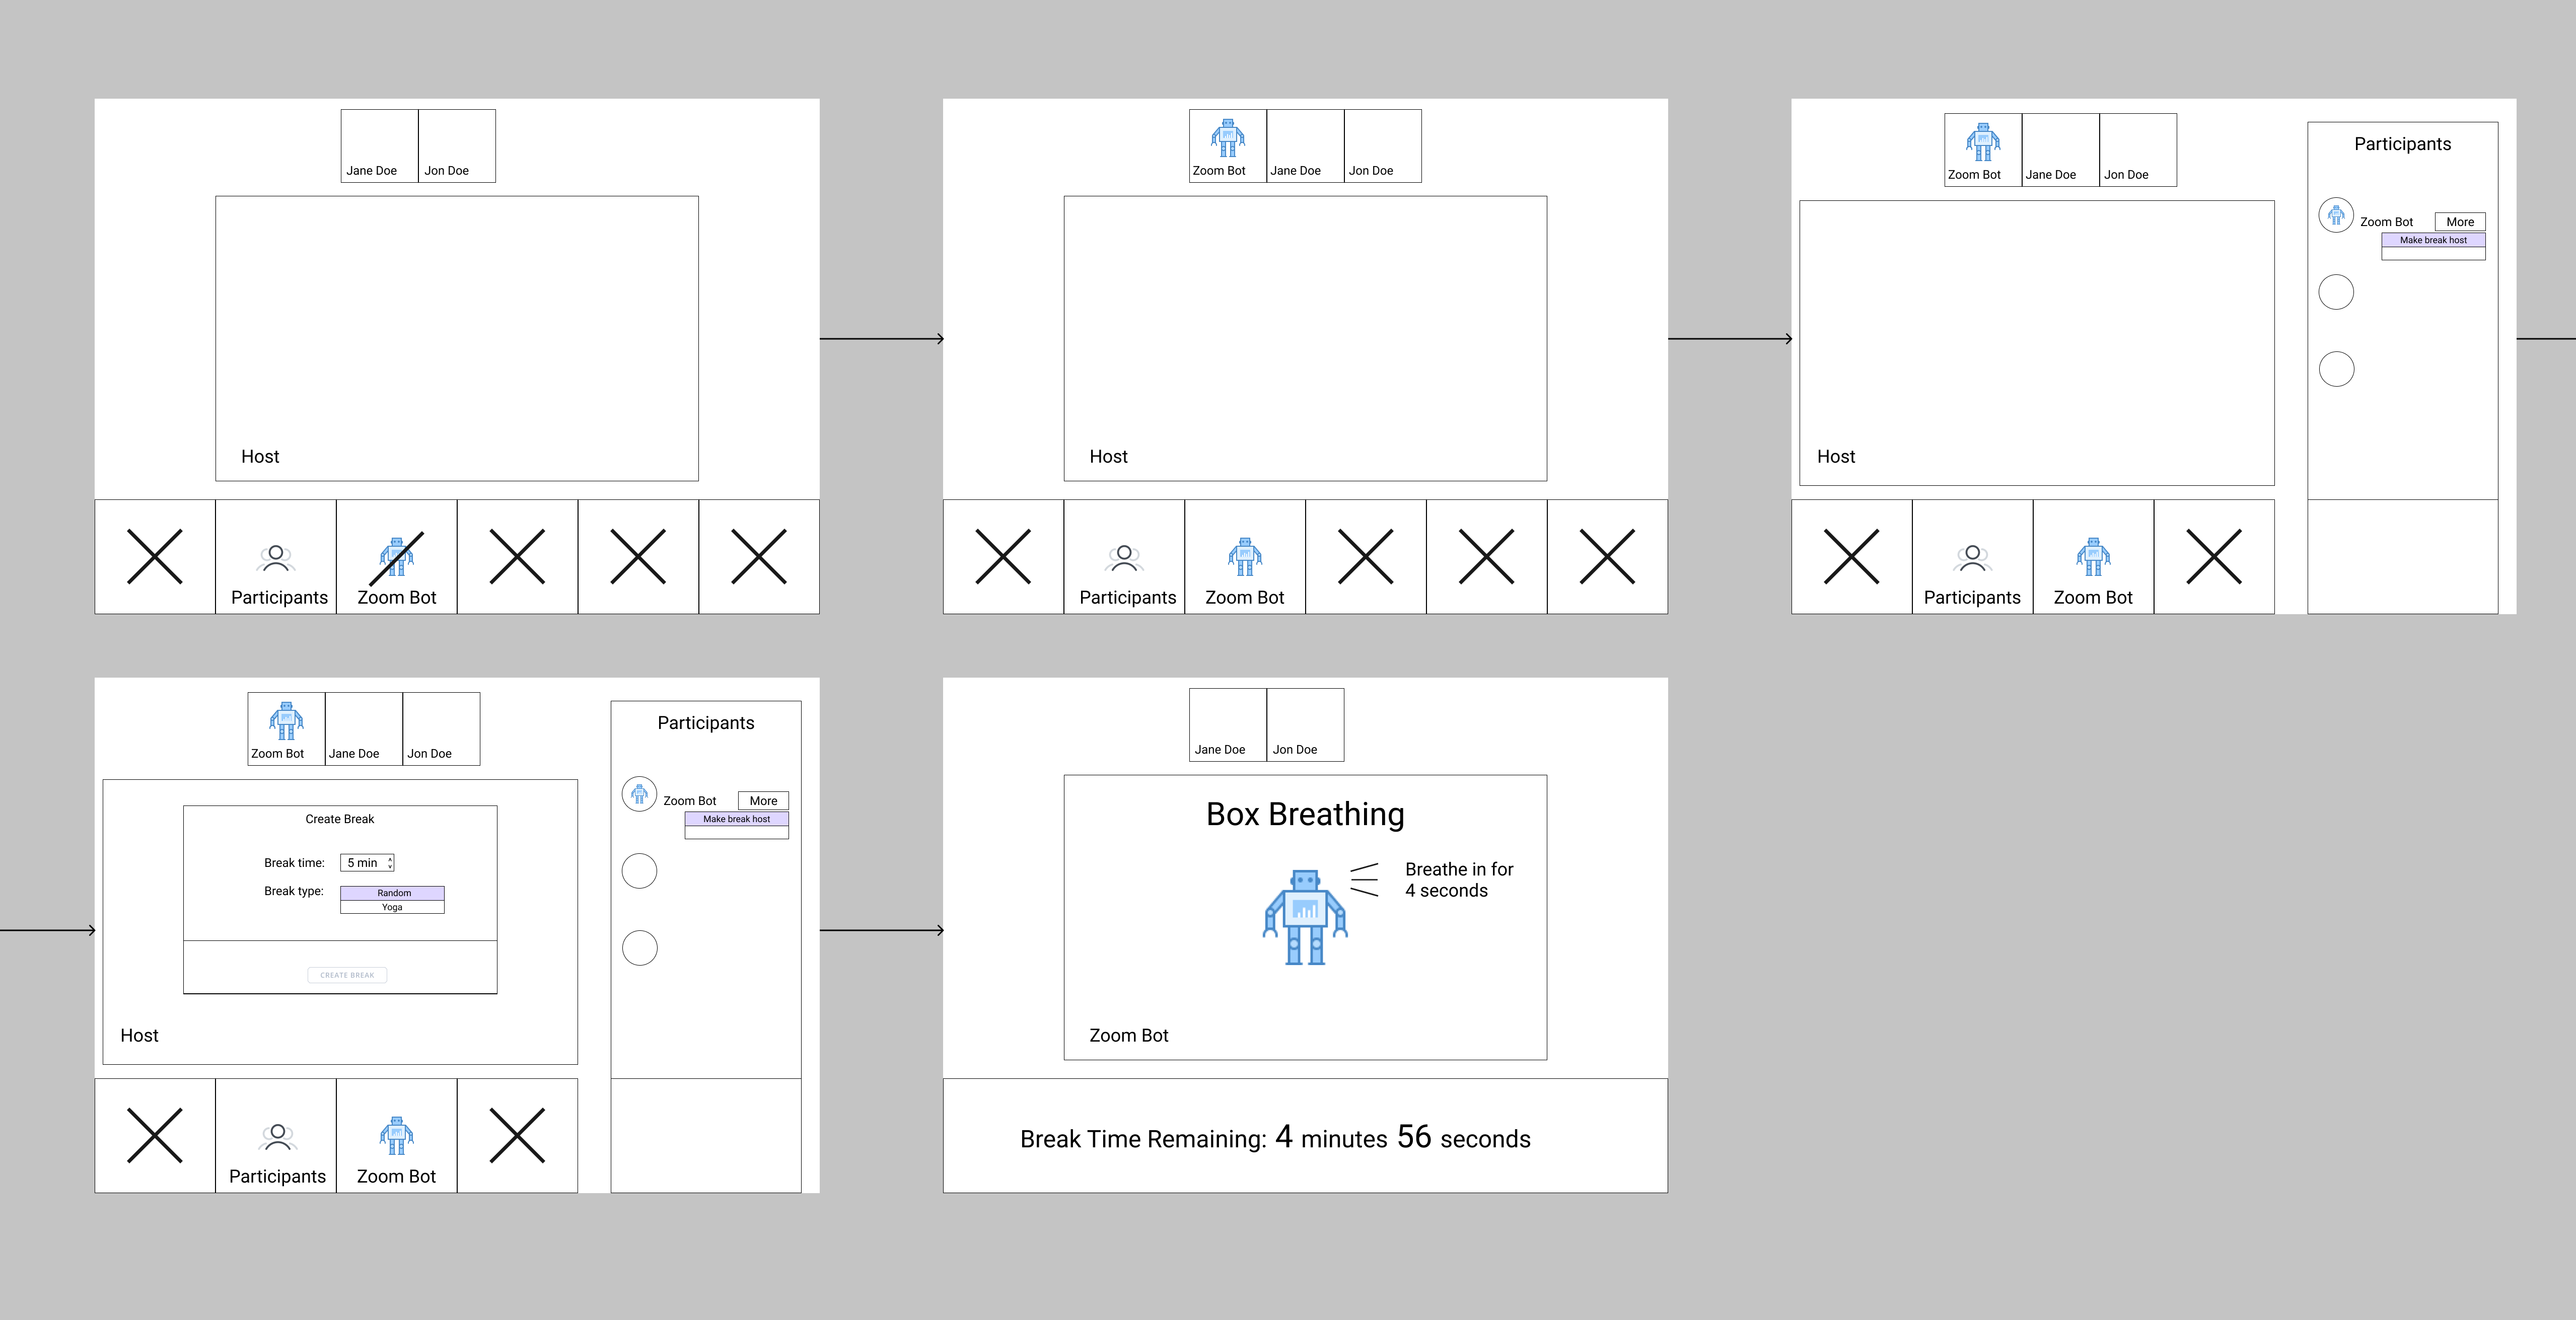 Jane Doe
Jon Doe
Host
Participants
Zoom Bot
Zoom Bot
Jane Doe
Jon Doe
Host
Participants
Zoom Bot
Zoom Bot
Jane Doe
Jon Doe
Participants
Zoom Bot
More
Make break host
Host
Participants
Zoom Bot
Zoom Bot
Jane Doe
Jon Doe
Participants
Zoom Bot
More
Make break host
Create Break
Break time:
5 min
Break type:
Random
Yoga
CREATE BREAK
Host
Participants
Zoom Bot
Jane Doe
Jon Doe
Box Breathing
Breathe in for
4 seconds
Zoom Bot
Break Time Remaining: 4 minutes 56 seconds